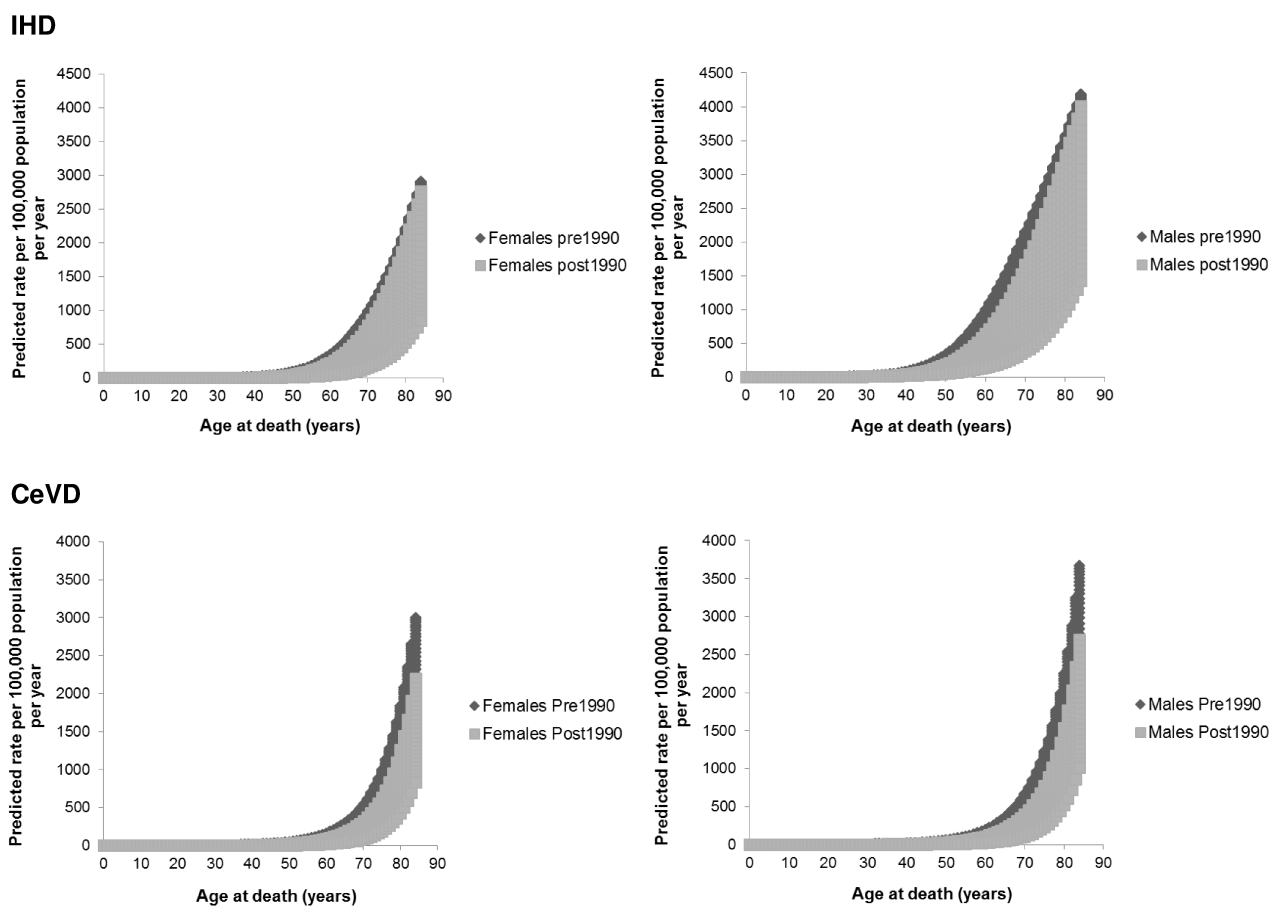 IHD
Predicted rate per 100,000 population
per year
4500
4000
3500
3000
2500
2000
1500
1000
500
0
0 10 20 30 40 50 60 70 80 90
Age at death (years)
Females pre1990
Females post1990
Predicted rate per 100,000 population
per year
4500
4000
3500
3000
2500
2000
1500
1000
500
0
0 10 20 30 40 50 60 70 80 90
Age at death (years)
Males pre1990
Males post1990
CeVD
Predicted rate per 100,000 population
per year
4000
3500
3000
2500
2000
1500
1000
500
0
0 10 20 30 40 50 60 70 80 90
Age at death (years)
Females Pre1990
Females Post1990
Predicted rate per 100,000 population
per year
4000
3500
3000
2500
2000
1500
1000
500
0
0 10 20 30 40 50 60 70 80 90
Age at death (years)
Males Pre1990
Males Post1990